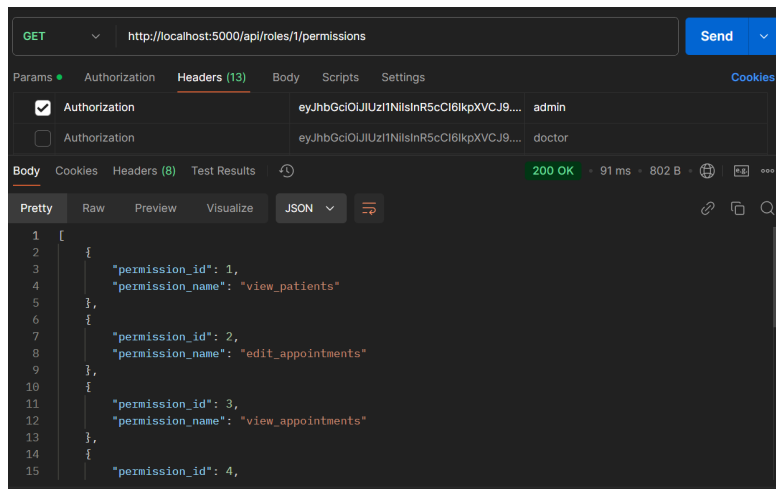 GET http://localhost:5000/api/roles/1/permissions Send
Params Authorization Headers (13) Body Scripts Settings Cookies
Authorization eyJhbGciOiJIUzI1NiIsInR5cCI6IkpXVCJ9.... admin
Authorization eyJhbGciOiJIUzI1NiIsInR5cCI6IkpXVCJ9.... doctor
Body Cookies Headers (8) Test Results 200 OK • 91 ms • 802 B • e.g.
Pretty Raw Preview Visualize JSON
1 [
2 {
3 "permission_id": 1,
4 "permission_name": "view_patients"
5 },
6 {
7 "permission_id": 2,
8 "permission_name": "edit_appointments"
9 },
10 {
11 "permission_id": 3,
12 "permission_name": "view_appointments"
13 },
14 {
15 "permission_id": 4,